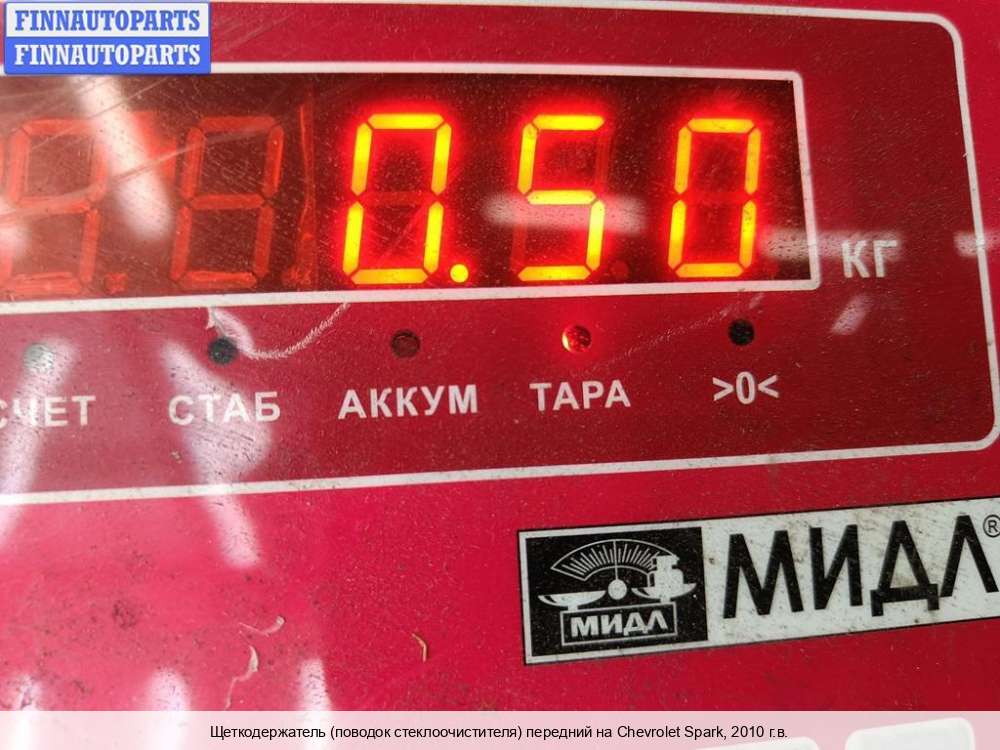 FINNAUTOPARTS
FINNAUTOPARTS
0.50
КГ
СЧЕТ СТАБ АККУМ ТАРА >0<
МИДЛ МИДЛ®
Щеткодержатель (поводок стеклоочистителя) передний на Chevrolet Spark, 2010 г.в.